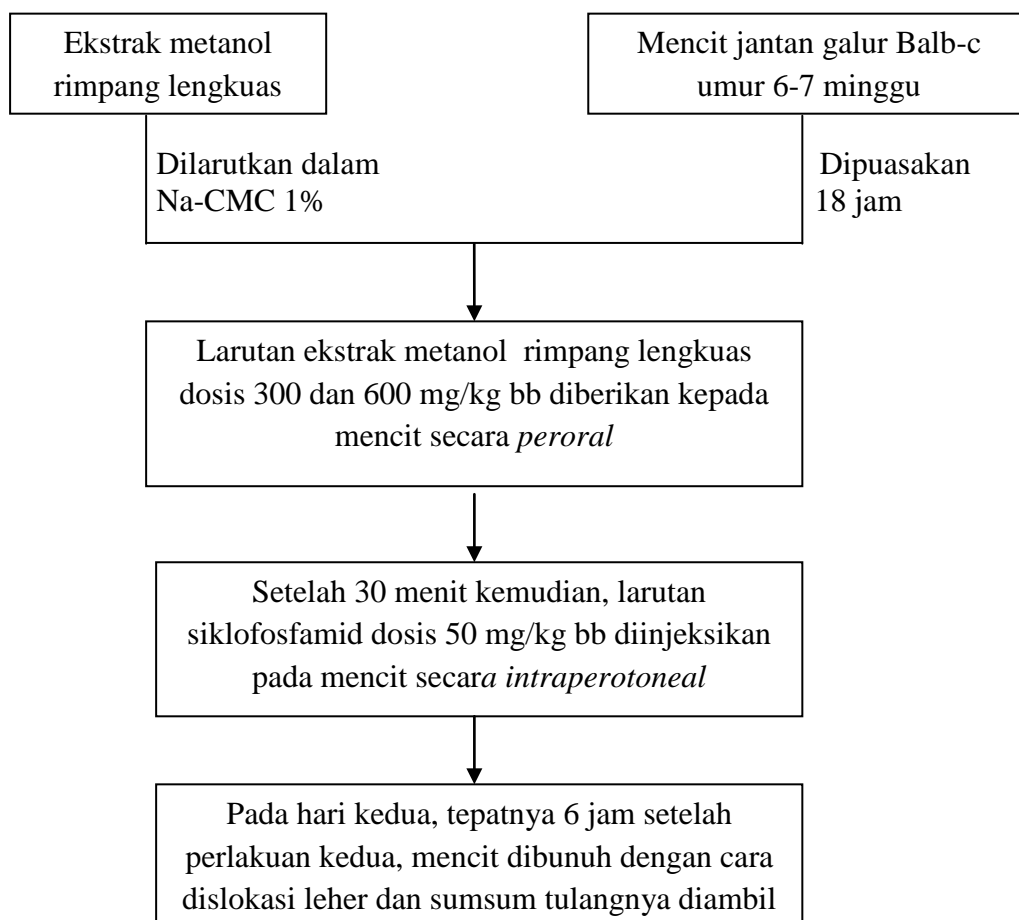 Ekstrak metanol
rimpang lengkuas
Mencit jantan galur Balb-c
umur 6-7 minggu
Dilarutkan dalam
Na-CMC 1%
Dipuasakan
18 jam
Larutan ekstrak metanol rimpang lengkuas
dosis 300 dan 600 mg/kg bb diberikan kepada
mencit secara peroral
Setelah 30 menit kemudian, larutan
siklofosfamid dosis 50 mg/kg bb diinjeksikan
pada mencit secara intraperotoneal
Pada hari kedua, tepatnya 6 jam setelah
perlakuan kedua, mencit dibunuh dengan cara
dislokasi leher dan sumsum tulangnya diambil